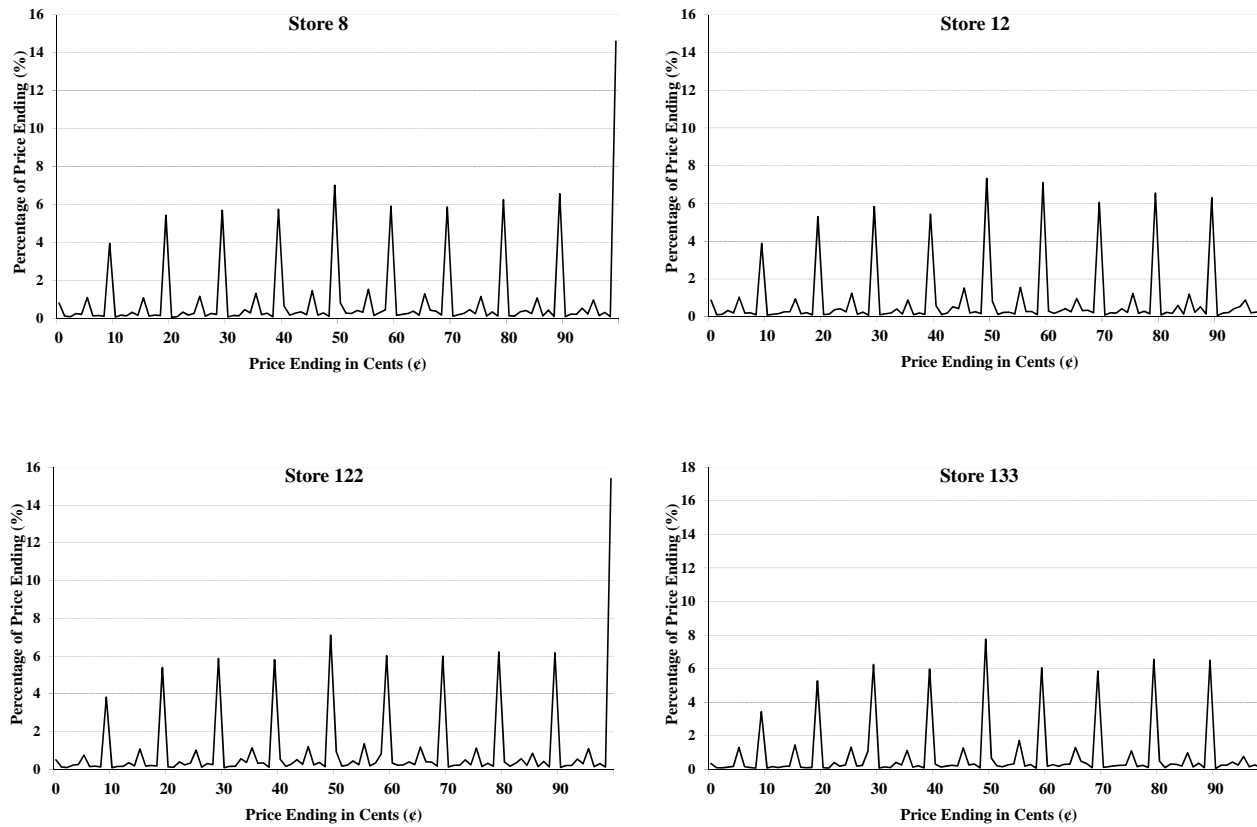 Store 8
Percentage of Price Ending (%)
16
14
12
10
8
6
4
2
0
0 10 20 30 40 50 60 70 80 90
Price Ending in Cents (¢)
Store 12
Percentage of Price Ending (%)
16
14
12
10
8
6
4
2
0
0 10 20 30 40 50 60 70 80 90
Price Ending in Cents (¢)
Store 122
Percentage of Price Ending (%)
16
14
12
10
8
6
4
2
0
0 10 20 30 40 50 60 70 80 90
Price Ending in Cents (¢)
Store 133
Percentage of Price Ending (%)
18
16
14
12
10
8
6
4
2
0
0 10 20 30 40 50 60 70 80 90
Price Ending in Cents (¢)